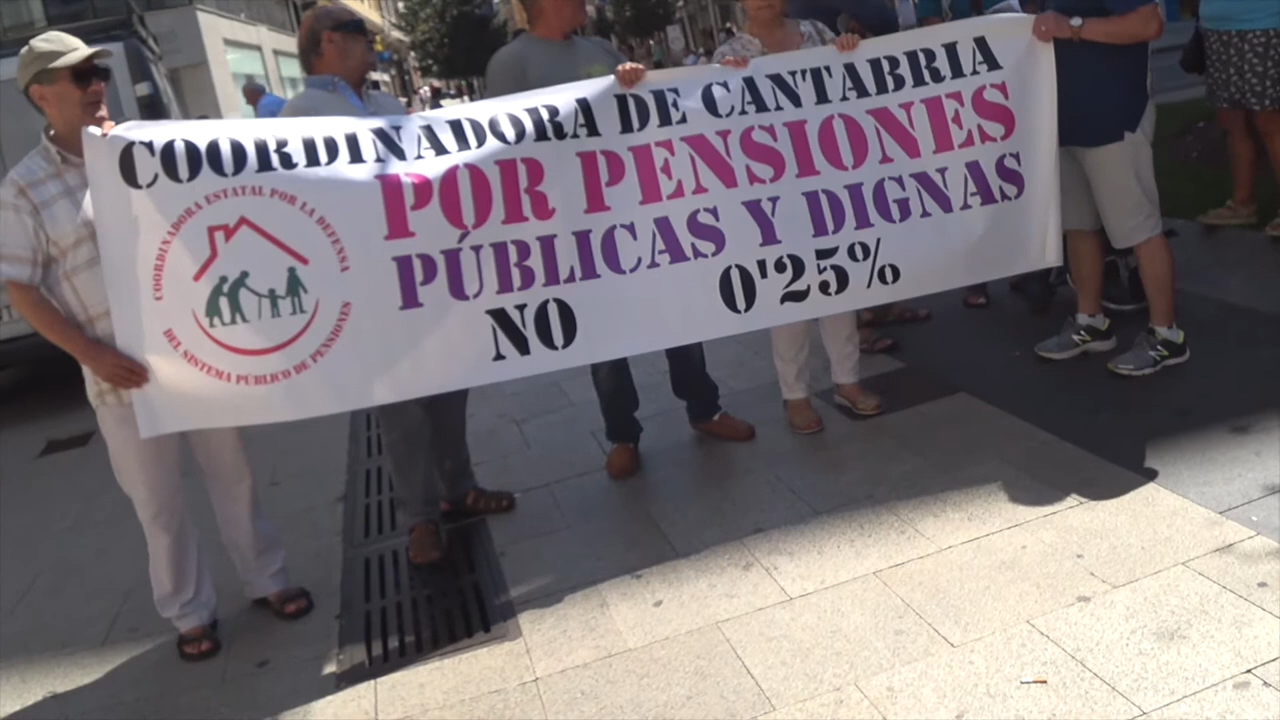 COORDINADORA DE CANTABRIA
POR PENSIONES
PÚBLICAS Y DIGNAS
NO 0'25%
COORDINADORA ESTATAL POR LA DEFENSA
DEL SISTEMA PÚBLICO DE PENSIONES